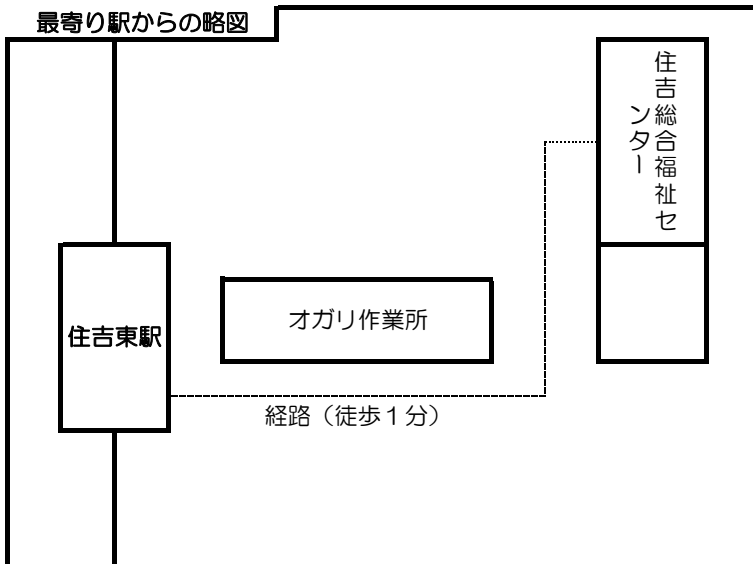 最寄り駅からの略図
住吉総合福祉セ
ンター
オガリ作業所
住吉東駅
経路（徒歩１分）